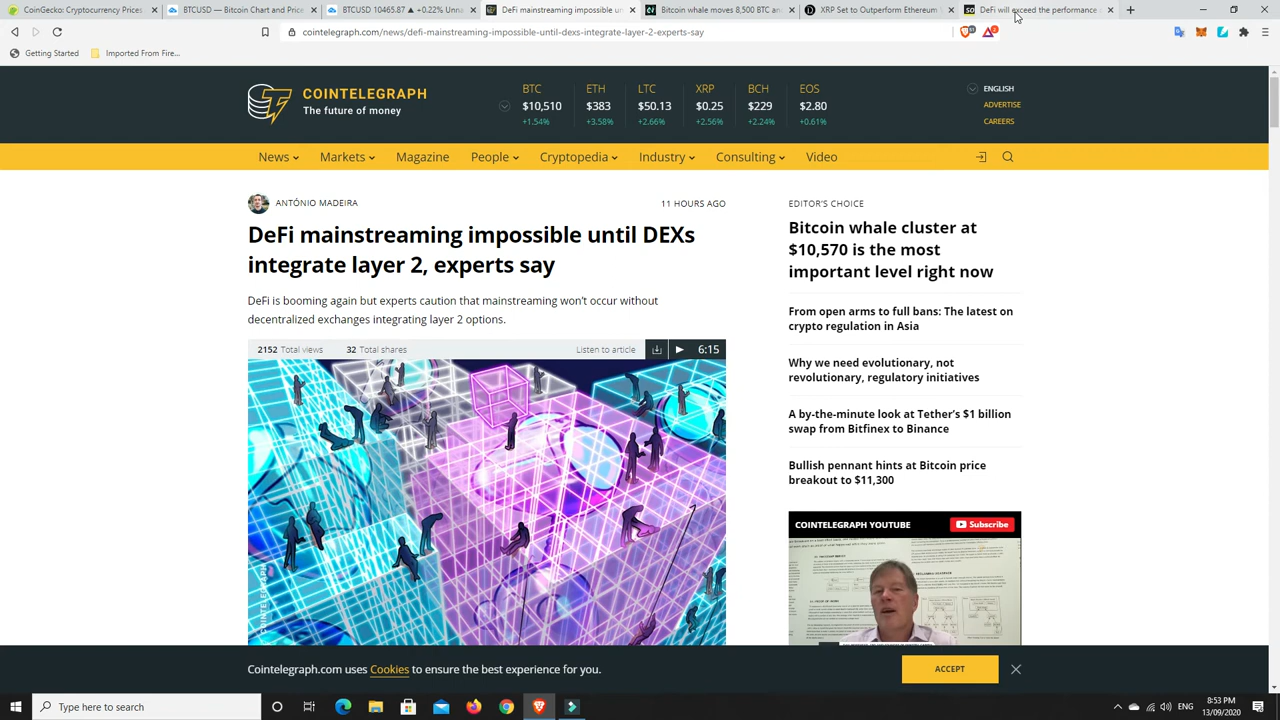 CoinGecko: Cryptocurrency Prices
BTCUSD — Bitcoin Chart and Price
BTCUSD 10465.87 ▲ +0.22% Unna
DeFi mainstreaming impossible un
Bitcoin whale moves 8,500 BTC an
XRP Set to Outperform Ethereum
DeFi will exceed the performance
cointelegraph.com/news/defi-mainstreaming-impossible-until-dexs-integrate-layer-2-experts-say
Getting Started
Imported From Fire...
COINTELEGRAPH
The future of money
BTC ETH LTC XRP BCH EOS
$10,510 $383 $50.13 $0.25 $229 $2.80
+1.54% +3.58% +2.66% +2.56% +2.24% +0.61%
ENGLISH
ADVERTISE
CAREERS
News Markets Magazine People Cryptopedia Industry Consulting Video
ANTÓNIO MADEIRA
11 HOURS AGO
DeFi mainstreaming impossible until DEXs
integrate layer 2, experts say
DeFi is booming again but experts caution that mainstreaming won't occur without
decentralized exchanges integrating layer 2 options.
2152 Total views 32 Total shares Listen to article 6:15
EDITOR'S CHOICE
Bitcoin whale cluster at
$10,570 is the most
important level right now
From open arms to full bans: The latest on
crypto regulation in Asia
Why we need evolutionary, not
revolutionary, regulatory initiatives
A by-the-minute look at Tether's $1 billion
swap from Bitfinex to Binance
Bullish pennant hints at Bitcoin price
breakout to $11,300
COINTELEGRAPH YOUTUBE
Subscribe
Cointelegraph.com uses Cookies to ensure the best experience for you.
ACCEPT
Type here to search
ENG
8:53 PM
13/09/2020